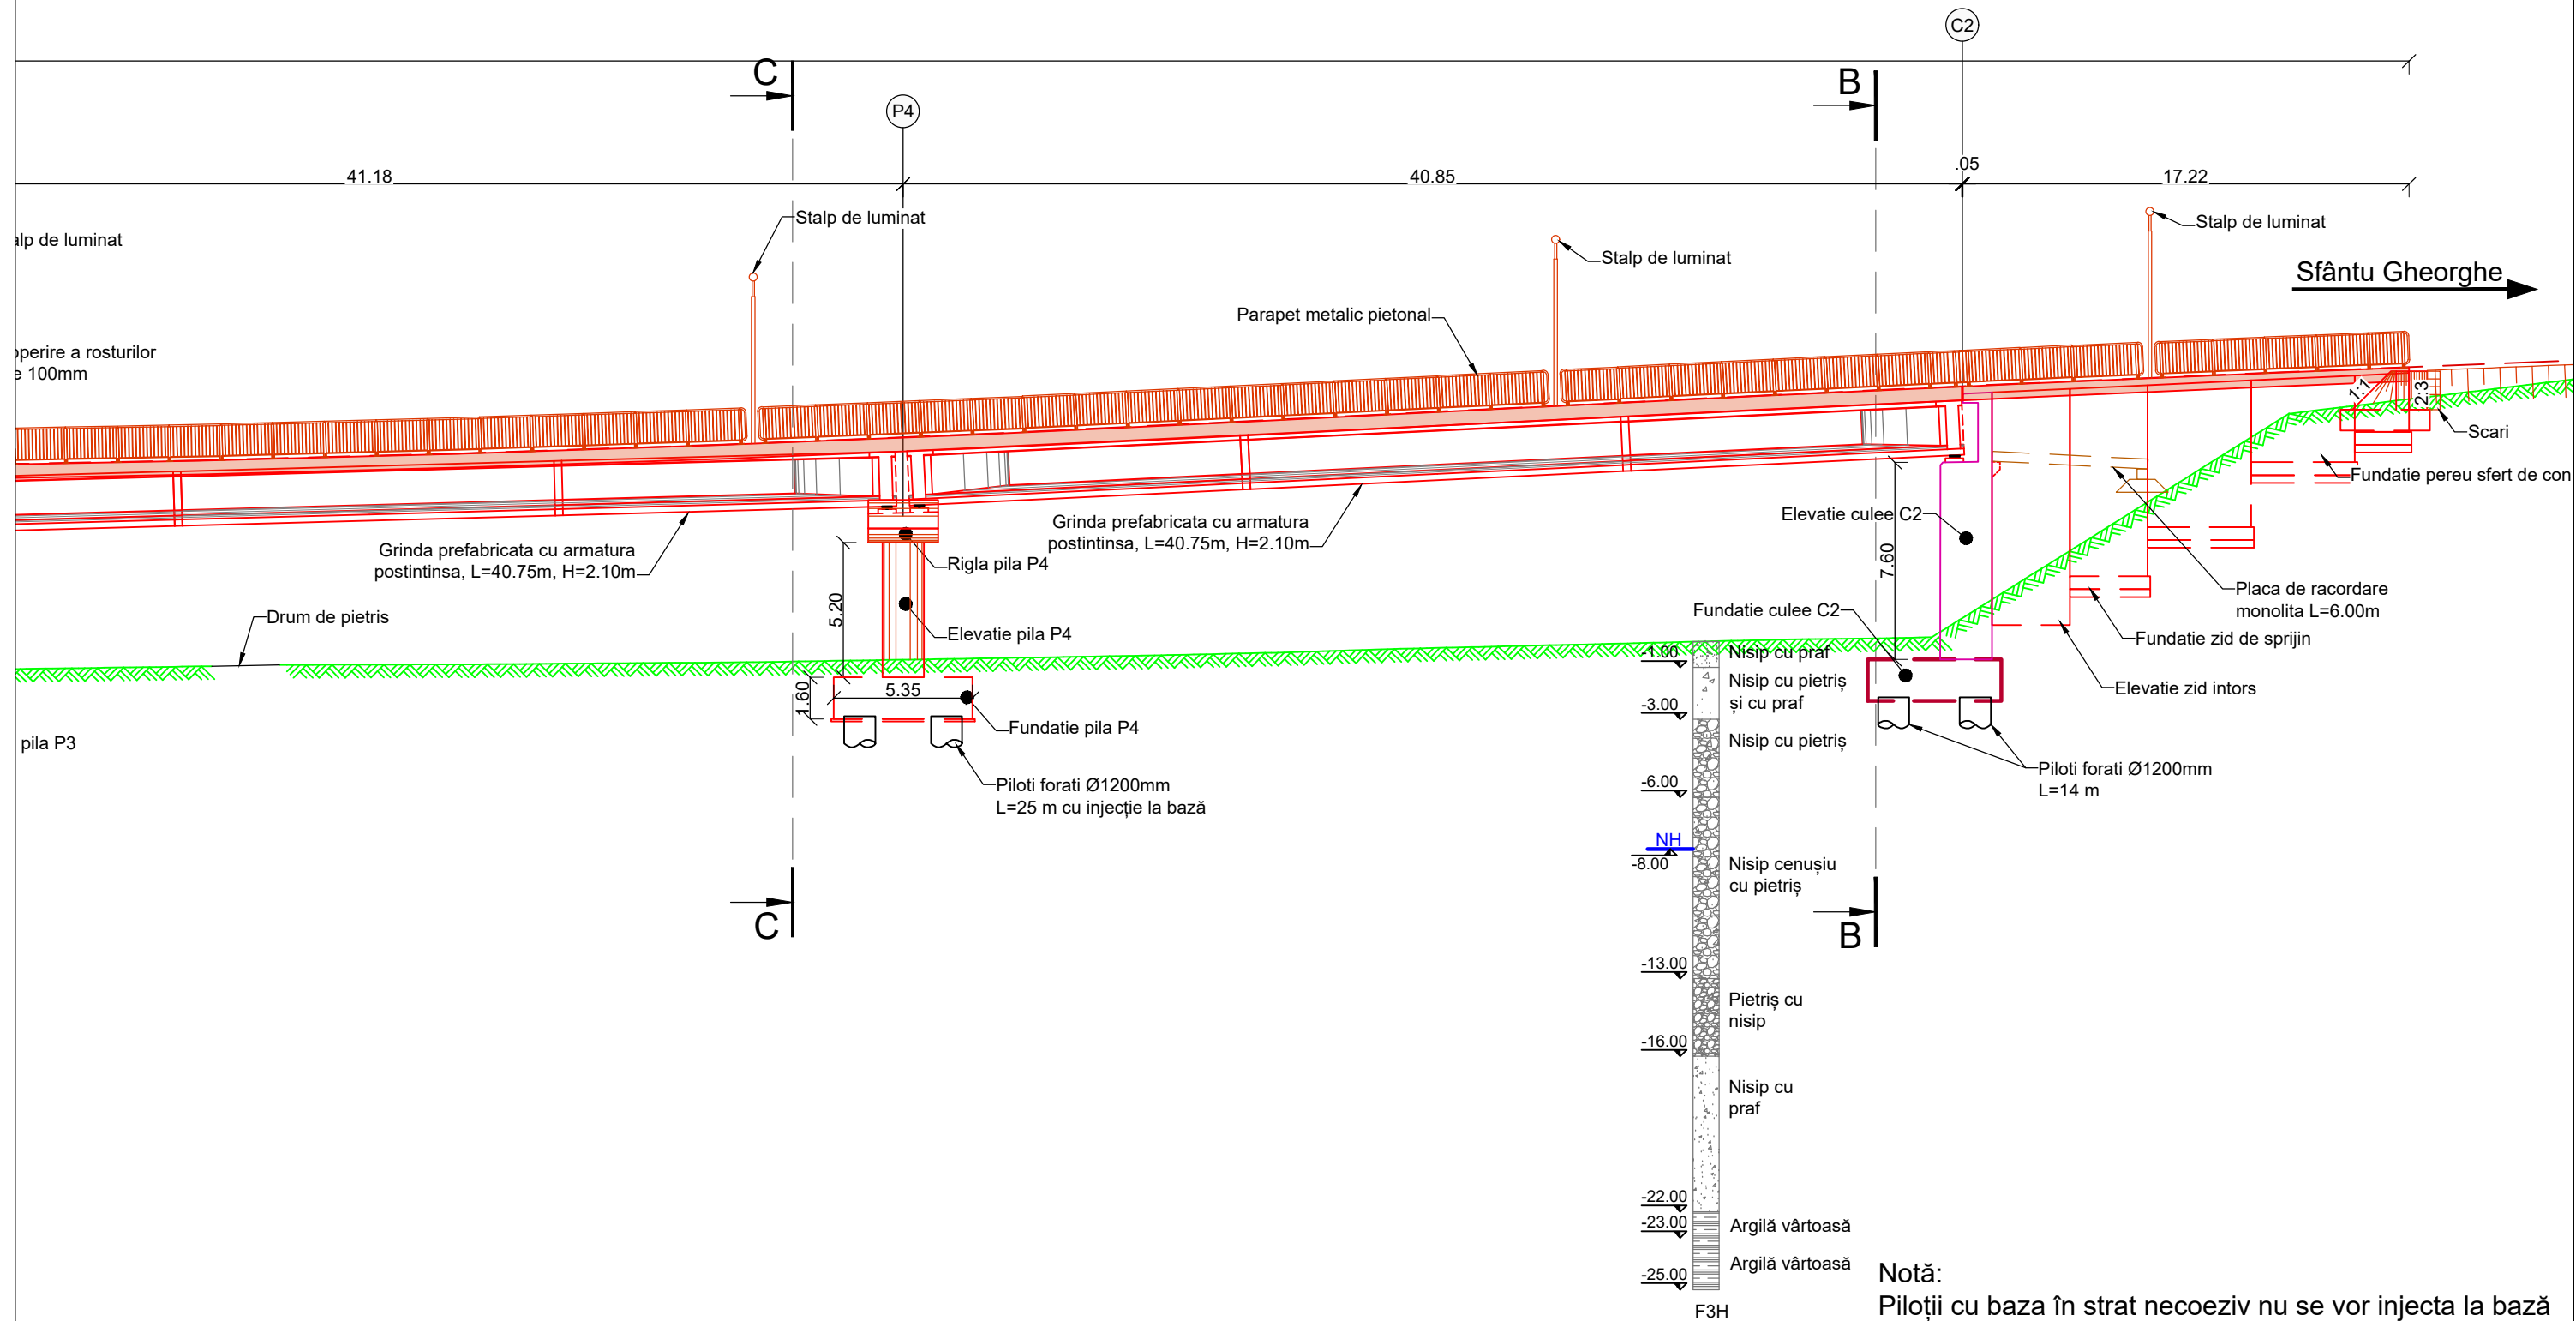 C2
C
B
P4
41.18
40.85
.05
17.22
Stalp de luminat
Stalp de luminat
alp de luminat
Stalp de luminat
Sfântu Gheorghe
Parapet metalic pietonal
operire a rosturilor
e 100mm
1:1
2:3
Scari
Fundatie pereu sfert de con
Grinda prefabricata cu armatura
postintinsa, L=40.75m, H=2.10m
Elevatie culee C2
Grinda prefabricata cu armatura
postintinsa, L=40.75m, H=2.10m
Rigla pila P4
7.60
5.20
Placa de racordare
monolita L=6.00m
Drum de pietris
Fundatie culee C2
Elevatie pila P4
Fundatie zid de sprijin
-1.00
Nisip cu praf
Nisip cu pietriș
și cu praf
Elevatie zid intors
1.60
5.35
-3.00
Fundatie pila P4
pila P3
Nisip cu pietriș
Piloti forati Ø1200mm
L=25 m cu injecție la bază
-6.00
Piloti forati Ø1200mm
L=14 m
NH
-8.00
Nisip cenușiu
cu pietriș
C
B
-13.00
Pietriș cu
nisip
-16.00
Nisip cu
praf
-22.00
-23.00
Argilă vârtoasă
Argilă vârtoasă
-25.00
F3H
Notă:
Piloții cu baza în strat necoeziv nu se vor injecta la bază